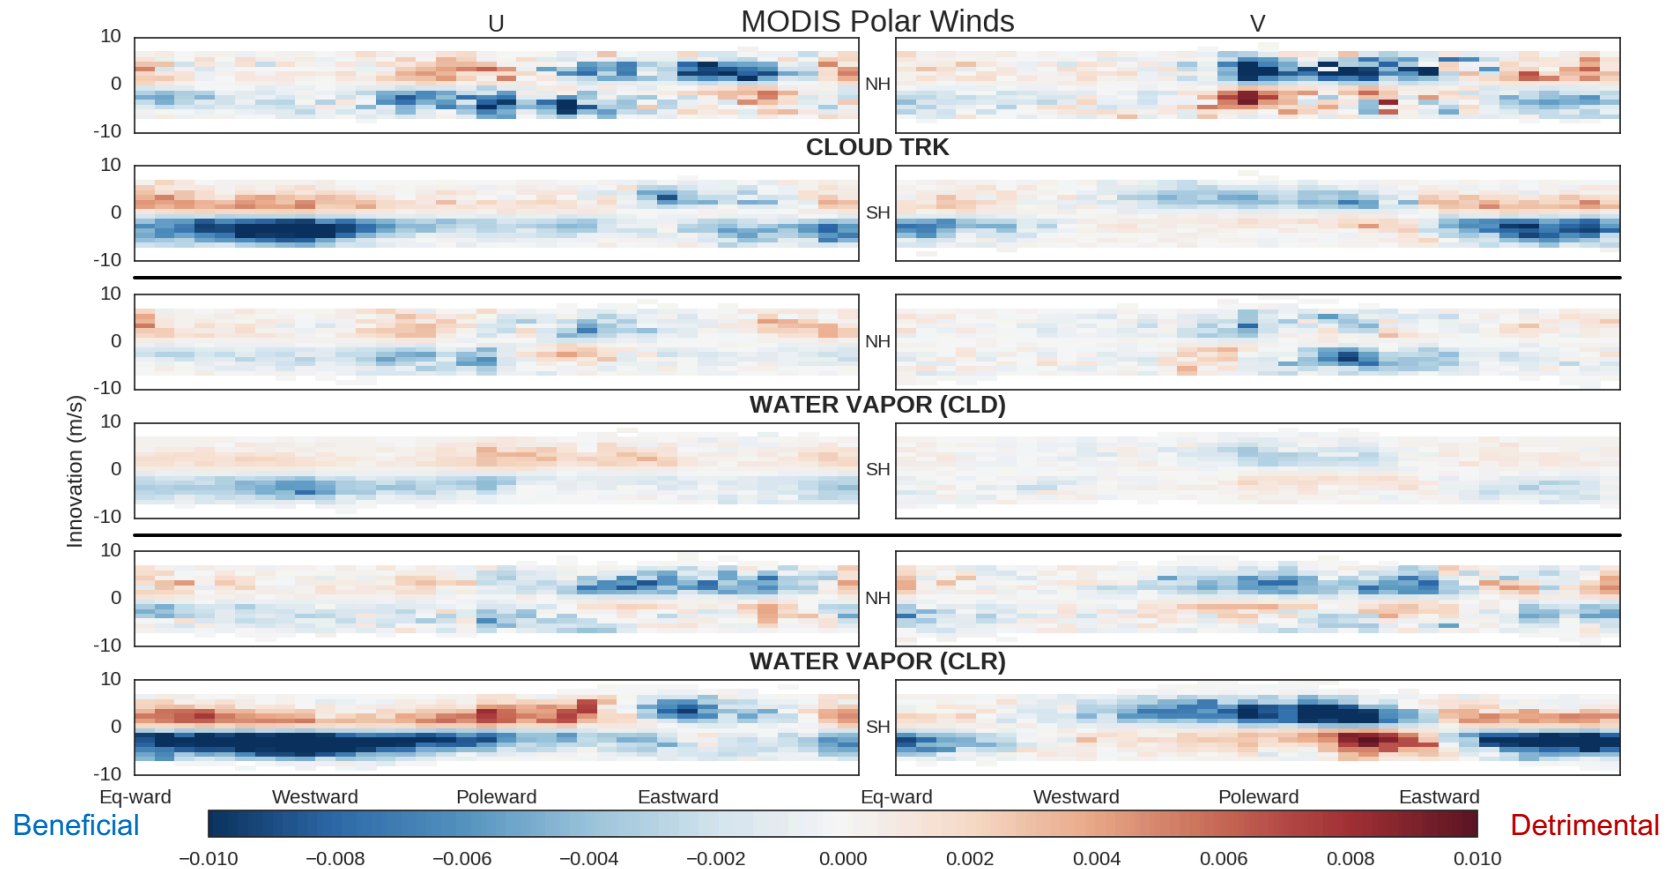 MODIS Polar Winds
U V
10
0 NH
-10
CLOUD TRK
10
0 SH
-10
10
0 NH
-10
WATER VAPOR (CLD)
10
0 SH
-10
Innovation (m/s)
10
0 NH
-10
WATER VAPOR (CLR)
10
0 SH
-10
Eq-ward Westward Poleward Eastward Eq-ward Westward Poleward Eastward
Beneficial Detrimental
−0.010 −0.008 −0.006 −0.004 −0.002 0.000 0.002 0.004 0.006 0.008 0.010